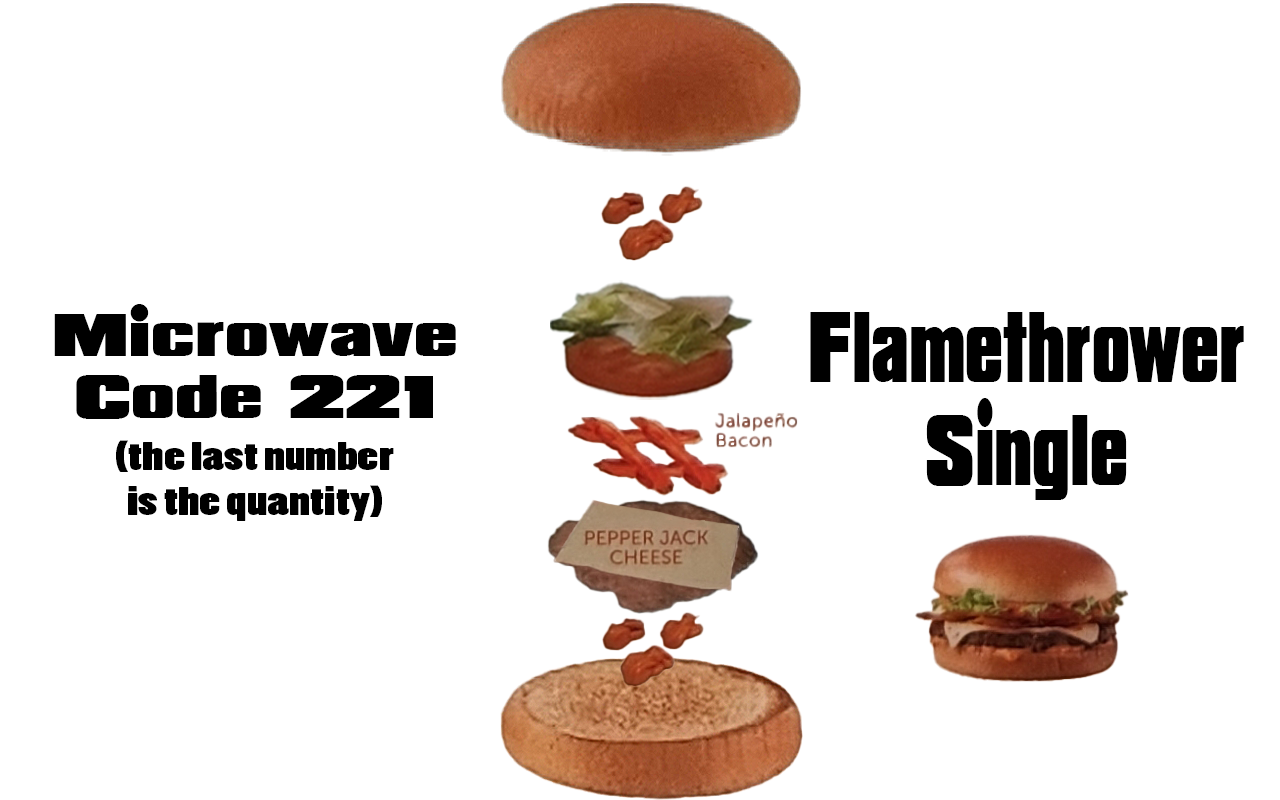 Microwave
Code 221
(the last number
is the quantity)
Jalapeño
Bacon
PEPPER JACK
CHEESE
Flamethrower
Single